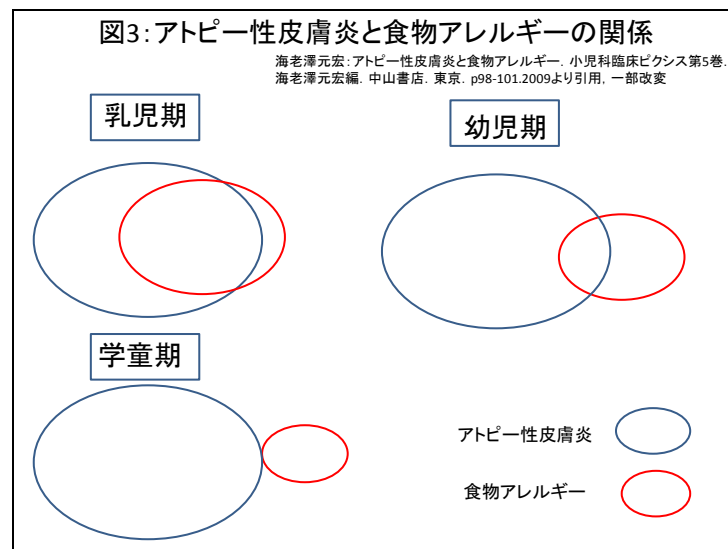 図3：アトピー性皮膚炎と食物アレルギーの関係
海老澤元宏：アトピー性皮膚炎と食物アレルギー．小児科臨床ピクシス第5巻．
海老澤元宏編．中山書店．東京．p98-101.2009より引用，一部改変
乳児期
幼児期
学童期
アトピー性皮膚炎
食物アレルギー